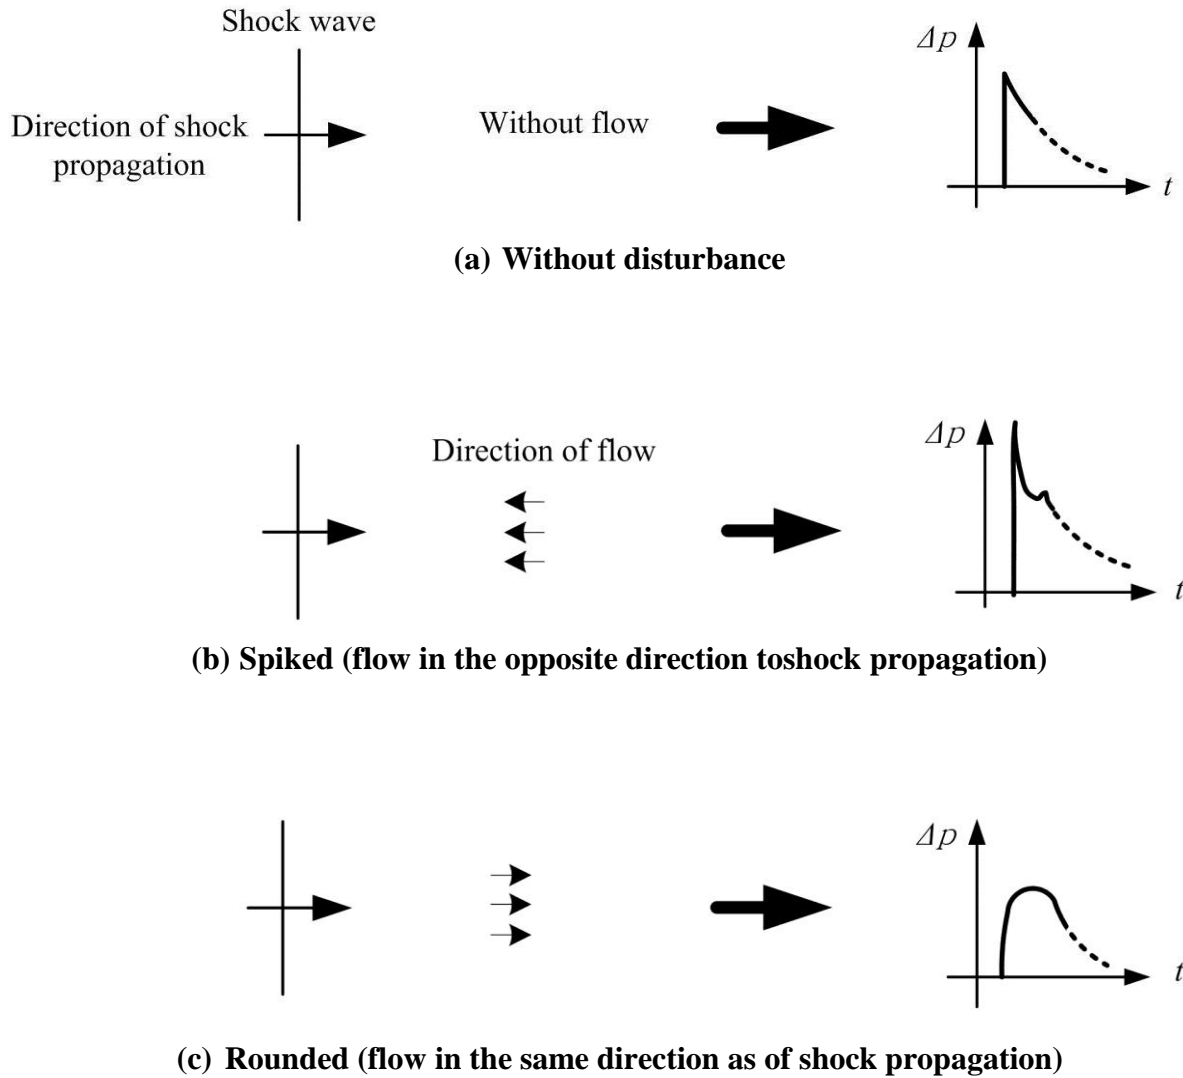 Shock wave
Direction of shock
propagation
Without flow
Δp
t
(a) Without disturbance
Direction of flow
Δp
t
(b) Spiked (flow in the opposite direction toshock propagation)
Δp
t
(c) Rounded (flow in the same direction as of shock propagation)